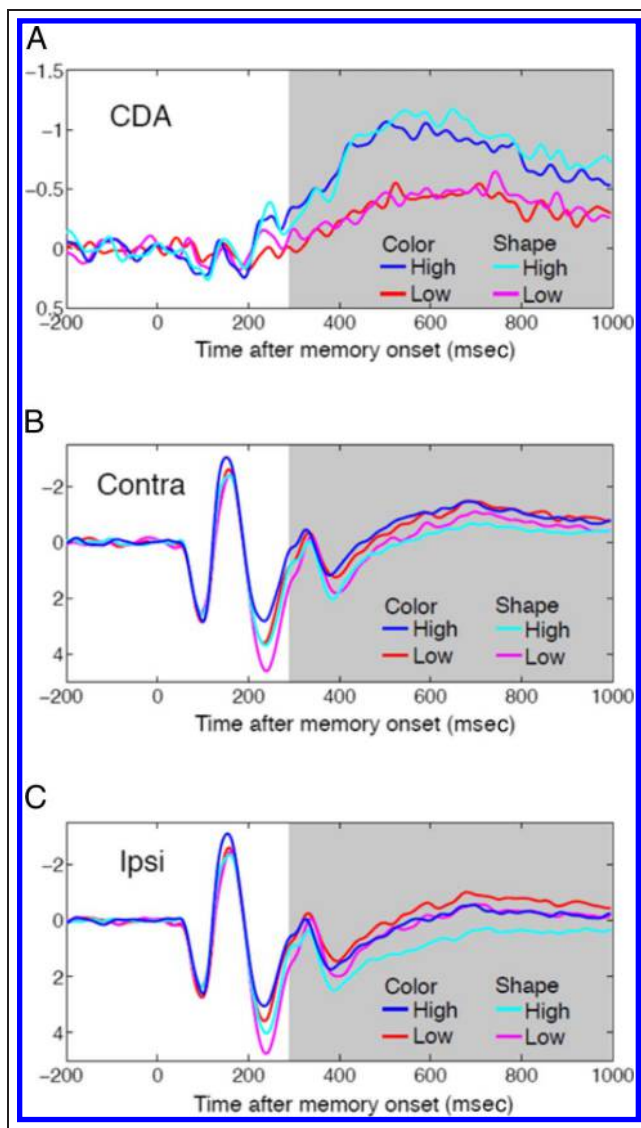 A
-1.5
CDA
-1
-0.5
0
Color Shape
High High
Low Low
0.5
-200 0 200 400 600 800 1000
Time after memory onset (msec)
B
-2
Contra
0
2
Color Shape
High High
4
Low Low
-200 0 200 400 600 800 1000
Time after memory onset (msec)
C
-2
Ipsi
0
2
Color Shape
High High
4
Low Low
-200 0 200 400 600 800 1000
Time after memory onset (msec)